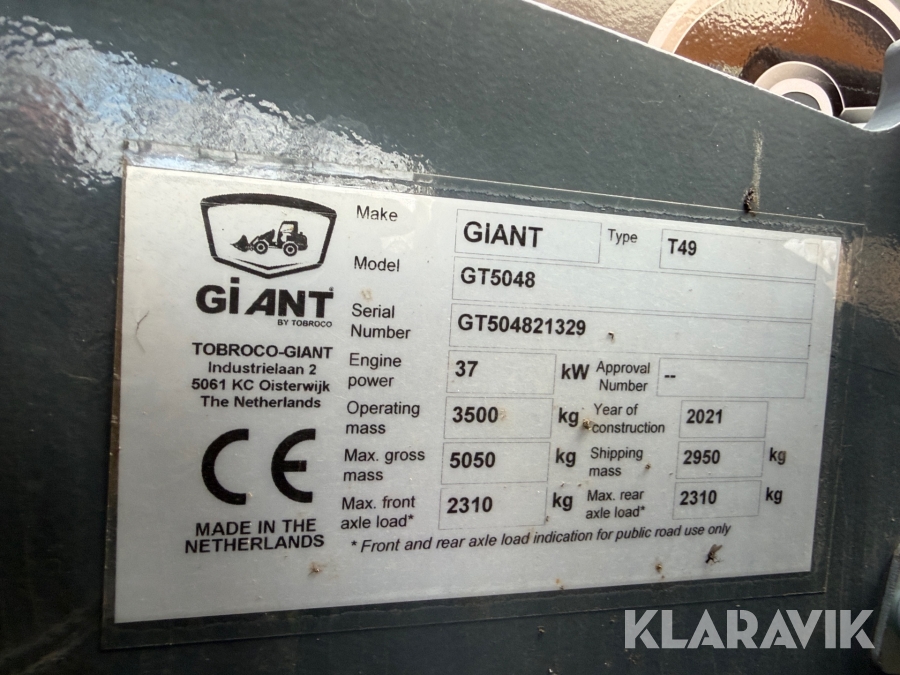 GiANT
BY TOBROCO
TOBROCO-GIANT
Industrielaan 2
5061 KC Oisterwijk
The Netherlands
CE
MADE IN THE
NETHERLANDS
Make GiANT Type T49
Model GT5048
Serial
Number GT504821329
Engine
power 37 kW Approval
Number --
Operating
mass 3500 kg Year of
construction 2021
Max. gross
mass 5050 kg Shipping
mass 2950 kg
Max. front
axle load* 2310 kg Max. rear
axle load* 2310 kg
* Front and rear axle load indication for public road use only
KLARAVIK